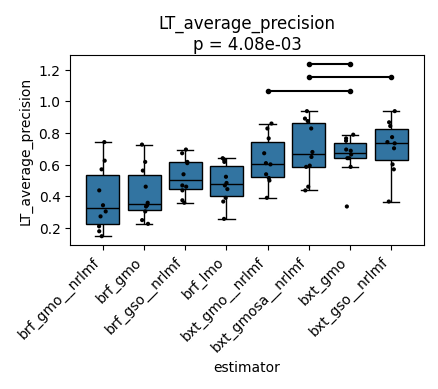 LT_average_precision
p = 4.08e-03
LT_average_precision
1.2
1.0
0.8
0.6
0.4
0.2
brf_gmo__nrlmf
brf_gmo
brf_gso__nrlmf
brf_lmo
bxt_gmo__nrlmf
bxt_gmosa__nrlmf
bxt_gmo
bxt_gso__nrlmf
estimator